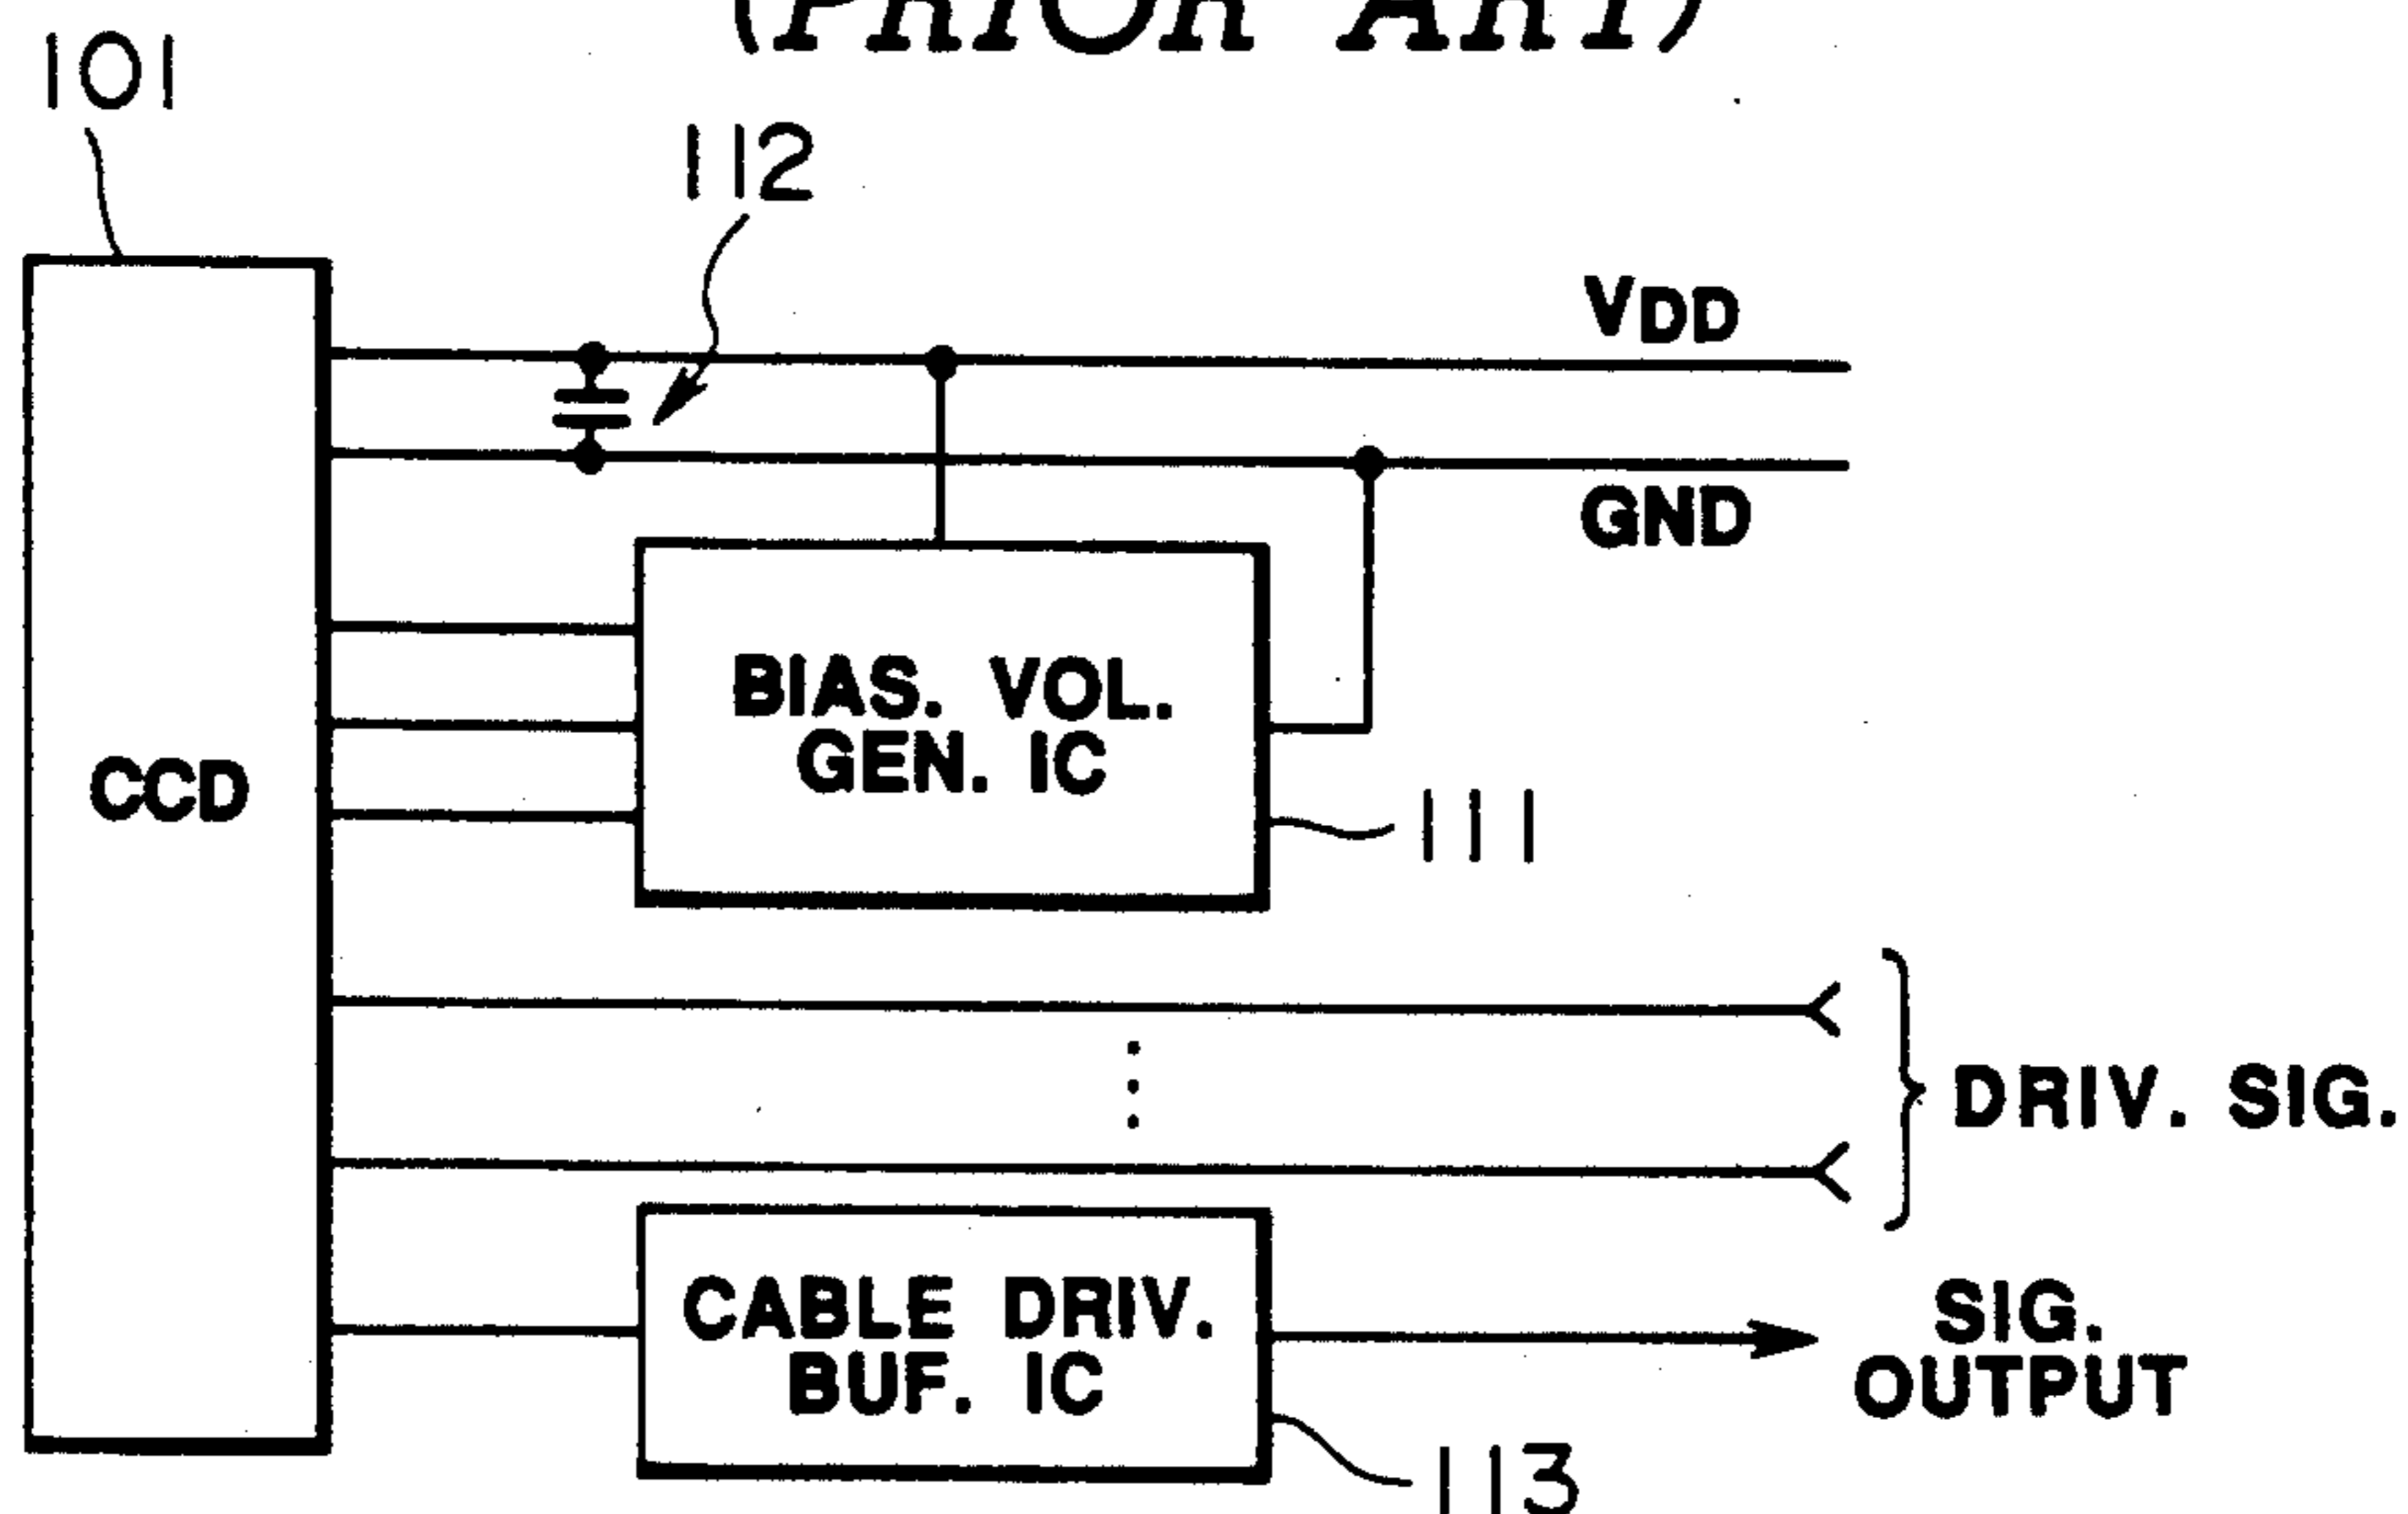 (PRIOR ART)
101
112
VDD
GND
BIAS. VOL.
GEN. IC
CCD
111
DRIV. SIG.
CABLE DRIV.
BUF. IC
SIG.
OUTPUT
113